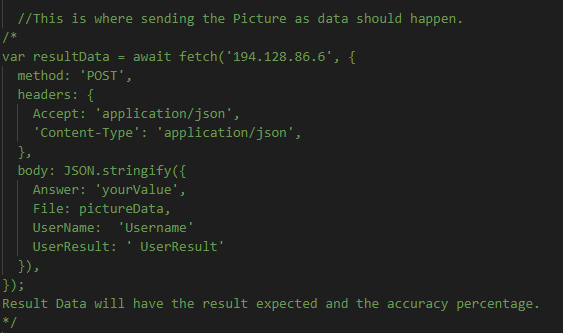 //This is where sending the Picture as data should happen.
/*
var resultData = await fetch('194.128.86.6', {
method: 'POST',
headers: {
Accept: 'application/json',
'Content-Type': 'application/json',
},
body: JSON.stringify({
Answer: 'yourValue',
File: pictureData,
UserName:  'Username'
UserResult: ' UserResult'
}),
});
Result Data will have the result expected and the accuracy percentage.
*/